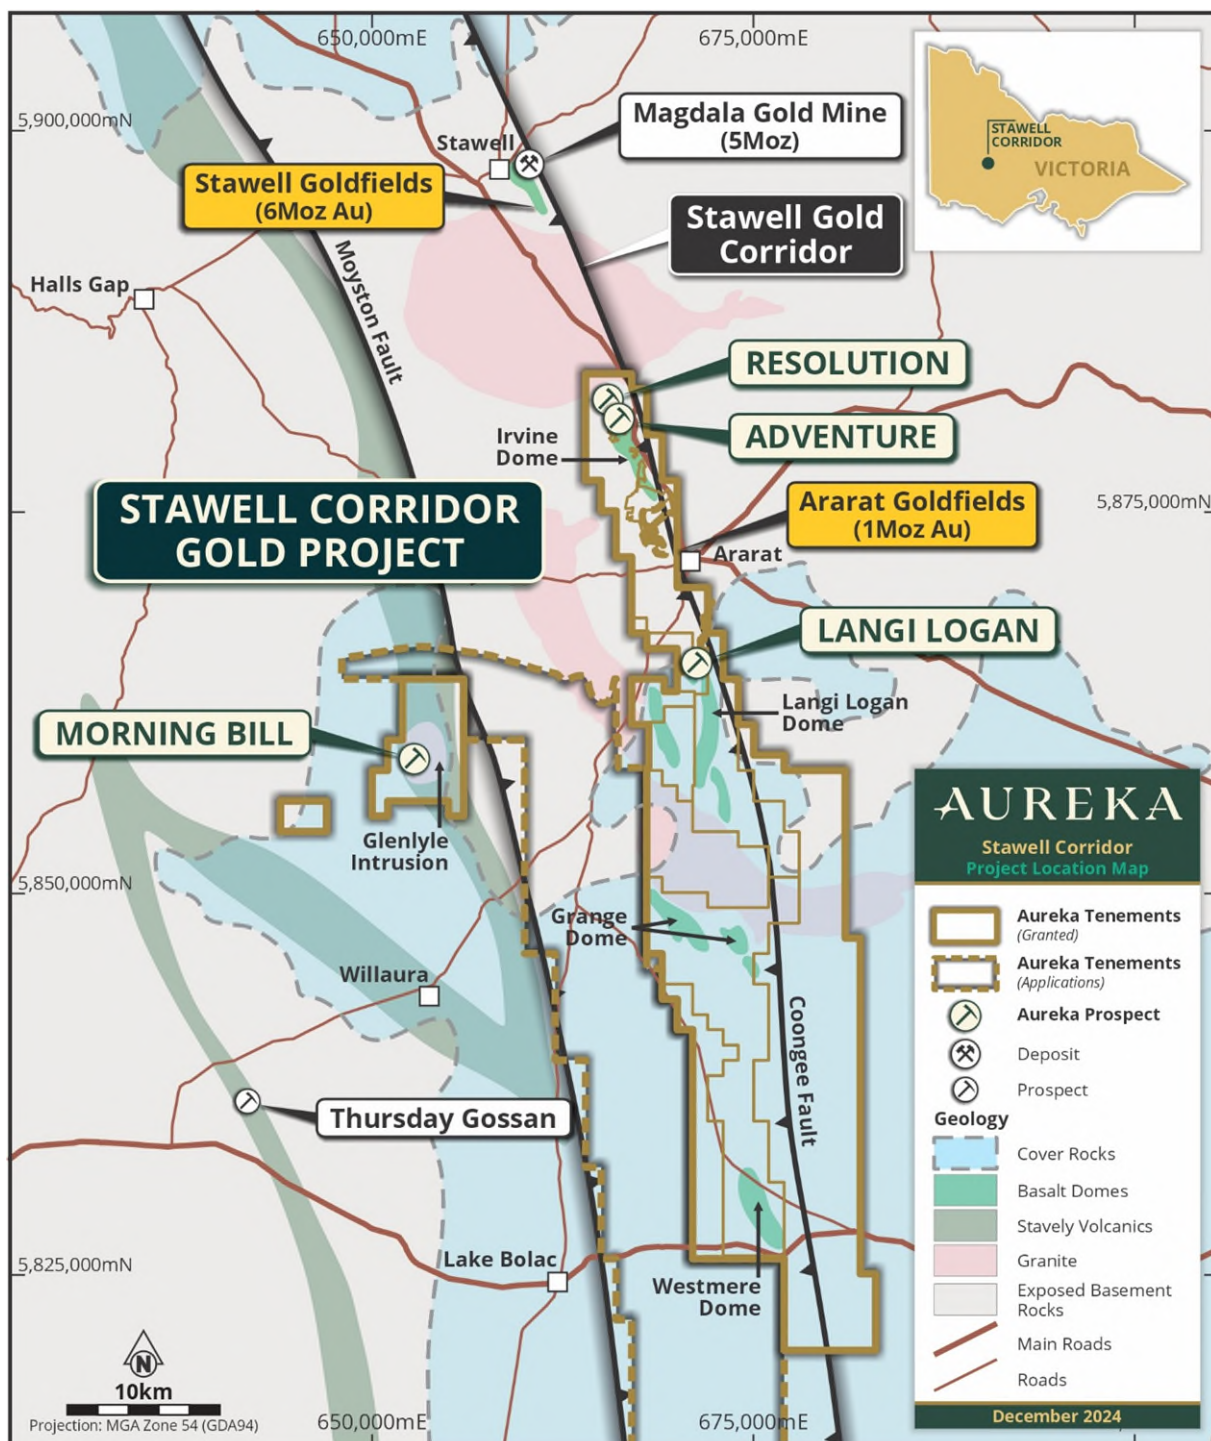 650,000mE
675,000mE
5,900,000mN
Stawell
Magdala Gold Mine
(5Moz)
STAWELL
CORRIDOR
VICTORIA
Stawell Goldfields
(6Moz Au)
Stawell Gold
Corridor
Halls Gap
Moyston Fault
RESOLUTION
Irvine
Dome
ADVENTURE
STAWELL CORRIDOR
GOLD PROJECT
Ararat Goldfields
(1Moz Au)
5,875,000mN
Ararat
LANGI LOGAN
Langi Logan
Dome
MORNING BILL
Glenlyle
Intrusion
5,850,000mN
Grange
Dome
Willaura
Coongee Fault
Thursday Gossan
Lake Bolac
5,825,000mN
Westmere
Dome
N
10km
Projection: MGA Zone 54 (GDA94)
650,000mE
675,000mE
AUREKA
Stawell Corridor
Project Location Map
Aureka Tenements
(Granted)
Aureka Tenements
(Applications)
Aureka Prospect
Deposit
Prospect
Geology
Cover Rocks
Basalt Domes
Stavely Volcanics
Granite
Exposed Basement
Rocks
Main Roads
Roads
December 2024